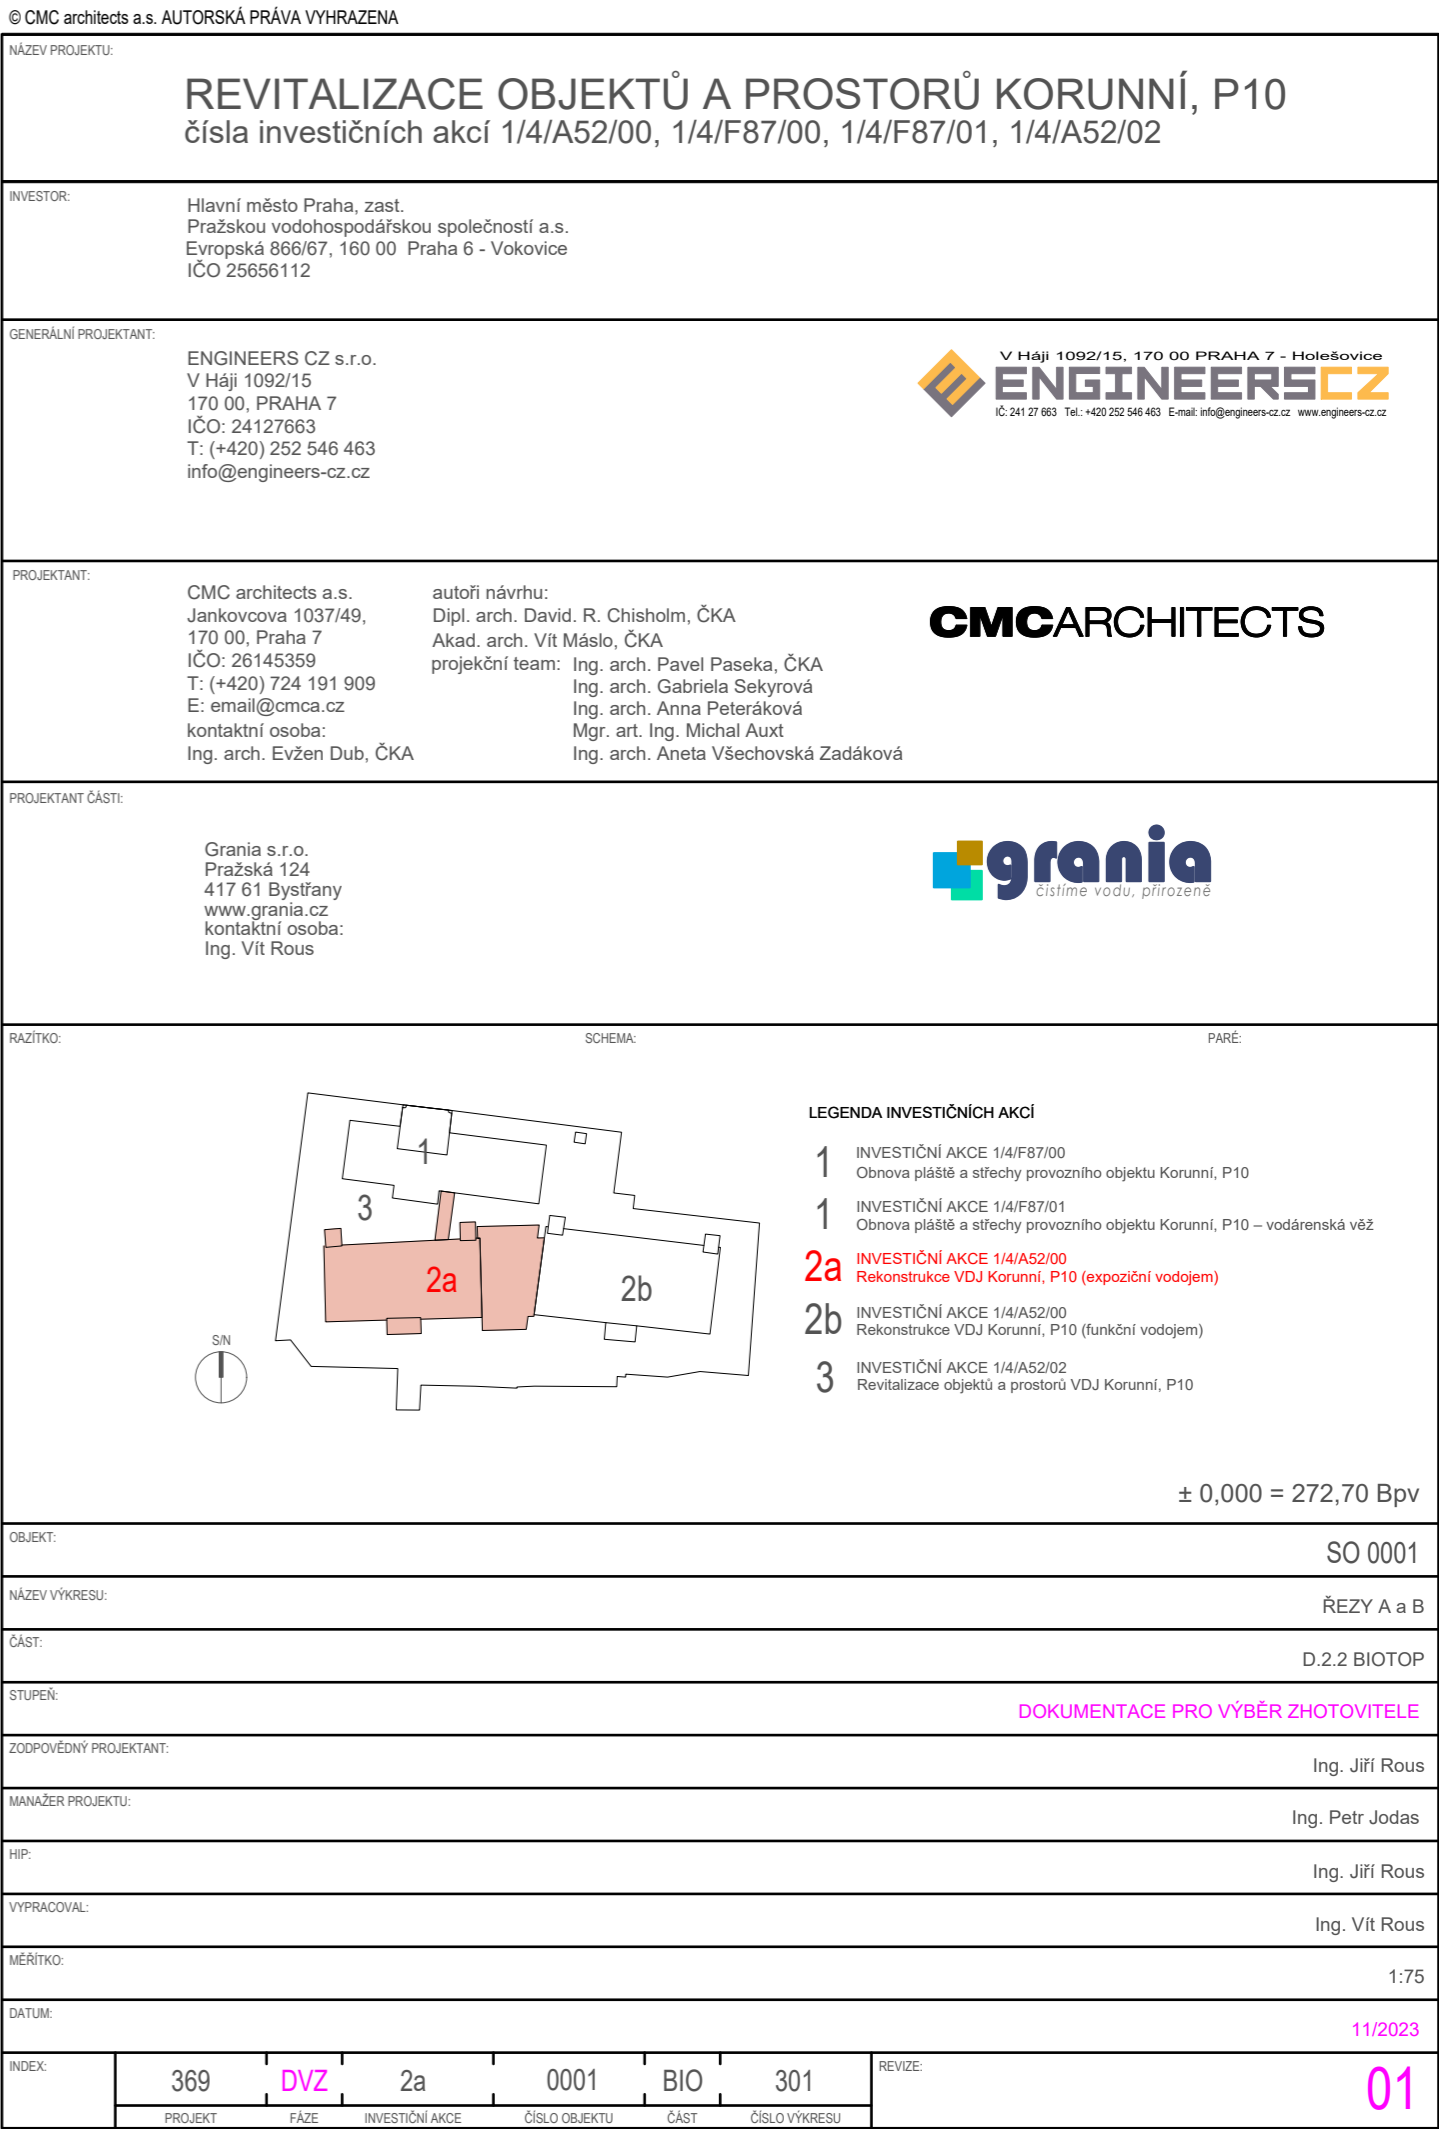 © CMC architects a.s. AUTORSKÁ PRÁVA VYHRAZENA
NÁZEV PROJEKTU:
REVITALIZACE OBJEKTŮ A PROSTORŮ KORUNNÍ, P10
čísla investičních akcí 1/4/A52/00, 1/4/F87/00, 1/4/F87/01, 1/4/A52/02
INVESTOR:
Hlavní město Praha, zast.
Pražskou vodohospodářskou společností a.s.
Evropská 866/67, 160 00 Praha 6 - Vokovice
IČO 25656112
GENERÁLNÍ PROJEKTANT:
ENGINEERS CZ s.r.o.
V Háji 1092/15
170 00, PRAHA 7
IČO: 24127663
T: (+420) 252 546 463
info@engineers-cz.cz
V Háji 1092/15, 170 00 PRAHA 7 - Holešovice
ENGINEERSCZ
IČ: 241 27 663 Tel.: +420 252 546 463 E-mail: info@engineers-cz.cz www.engineers-cz.cz
PROJEKTANT:
CMC architects a.s.
Jankovcova 1037/49,
170 00, Praha 7
IČO: 26145359
T: (+420) 724 191 909
E: email@cmca.cz
kontaktní osoba:
Ing. arch. Evžen Dub, ČKA
autoři návrhu:
Dipl. arch. David. R. Chisholm, ČKA
Akad. arch. Vít Máslo, ČKA
projekční team: Ing. arch. Pavel Paseka, ČKA
Ing. arch. Gabriela Sekyrová
Ing. arch. Anna Peteráková
Mgr. art. Ing. Michal Auxt
Ing. arch. Aneta Všechovská Zadáková
CMCARCHITECTS
PROJEKTANT ČÁSTI:
Grania s.r.o.
Pražská 124
417 61 Bystřany
www.grania.cz
kontaktní osoba:
Ing. Vít Rous
grania
čistíme vodu, přirozeně
RAZÍTKO:
SCHEMA:
PARÉ:
1
3
2a
2b
S/N
LEGENDA INVESTIČNÍCH AKCÍ
1 INVESTIČNÍ AKCE 1/4/F87/00
Obnova pláště a střechy provozního objektu Korunní, P10
1 INVESTIČNÍ AKCE 1/4/F87/01
Obnova pláště a střechy provozního objektu Korunní, P10 – vodárenská věž
2a INVESTIČNÍ AKCE 1/4/A52/00
Rekonstrukce VDJ Korunní, P10 (expoziční vodojem)
2b INVESTIČNÍ AKCE 1/4/A52/00
Rekonstrukce VDJ Korunní, P10 (funkční vodojem)
3 INVESTIČNÍ AKCE 1/4/A52/02
Revitalizace objektů a prostorů VDJ Korunní, P10
± 0,000 = 272,70 Bpv
OBJEKT:
SO 0001
NÁZEV VÝKRESU:
ŘEZY A a B
ČÁST:
D.2.2 BIOTOP
STUPEŇ:
DOKUMENTACE PRO VÝBĚR ZHOTOVITELE
ZODPOVĚDNÝ PROJEKTANT:
Ing. Jiří Rous
MANAŽER PROJEKTU:
Ing. Petr Jodas
HIP:
Ing. Jiří Rous
VYPRACOVAL:
Ing. Vít Rous
MĚŘÍTKO:
1:75
DATUM:
11/2023
INDEX:
369 DVZ 2a 0001 BIO 301
PROJEKT FÁZE INVESTIČNÍ AKCE ČÍSLO OBJEKTU ČÁST ČÍSLO VÝKRESU
REVIZE:
01